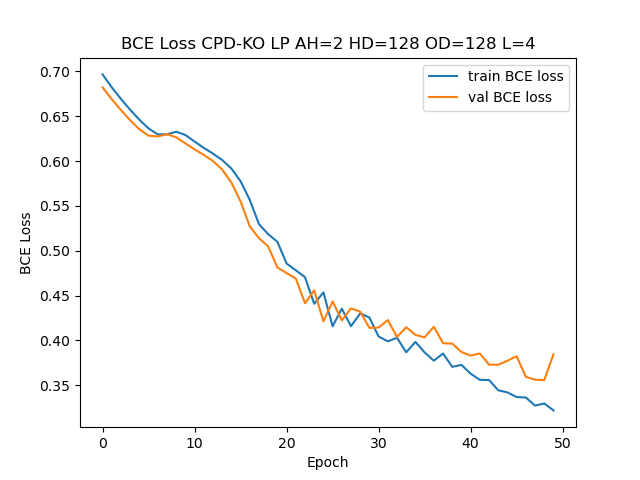 BCE Loss CPD-KO LP AH=2 HD=128 OD=128 L=4
train BCE loss
val BCE loss
0.70
0.65
0.60
0.55
0.50
0.45
0.40
0.35
BCE Loss
0 10 20 30 40 50
Epoch